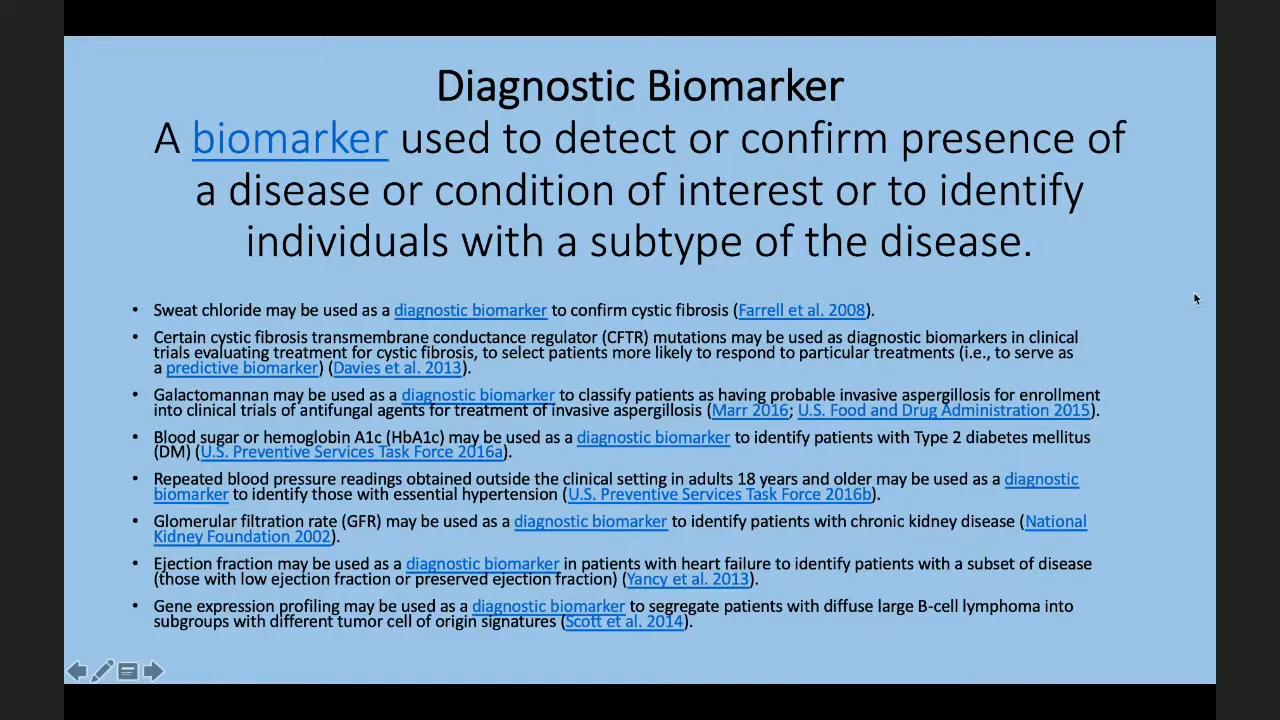 Diagnostic Biomarker
A biomarker used to detect or confirm presence of
a disease or condition of interest or to identify
individuals with a subtype of the disease.
• Sweat chloride may be used as a diagnostic biomarker to confirm cystic fibrosis (Farrell et al. 2008).
• Certain cystic fibrosis transmembrane conductance regulator (CFTR) mutations may be used as diagnostic biomarkers in clinical
trials evaluating treatment for cystic fibrosis, to select patients more likely to respond to particular treatments (i.e., to serve as
a predictive biomarker) (Davies et al. 2013).
• Galactomannan may be used as a diagnostic biomarker to classify patients as having probable invasive aspergillosis for enrollment
into clinical trials of antifungal agents for treatment of invasive aspergillosis (Marr 2016; U.S. Food and Drug Administration 2015).
• Blood sugar or hemoglobin A1c (HbA1c) may be used as a diagnostic biomarker to identify patients with Type 2 diabetes mellitus
(DM) (U.S. Preventive Services Task Force 2016a).
• Repeated blood pressure readings obtained outside the clinical setting in adults 18 years and older may be used as a diagnostic
biomarker to identify those with essential hypertension (U.S. Preventive Services Task Force 2016b).
• Glomerular filtration rate (GFR) may be used as a diagnostic biomarker to identify patients with chronic kidney disease (National
Kidney Foundation 2002).
• Ejection fraction may be used as a diagnostic biomarker in patients with heart failure to identify patients with a subset of disease
(those with low ejection fraction or preserved ejection fraction) (Yancy et al. 2013).
• Gene expression profiling may be used as a diagnostic biomarker to segregate patients with diffuse large B-cell lymphoma into
subgroups with different tumor cell of origin signatures (Scott et al. 2014).